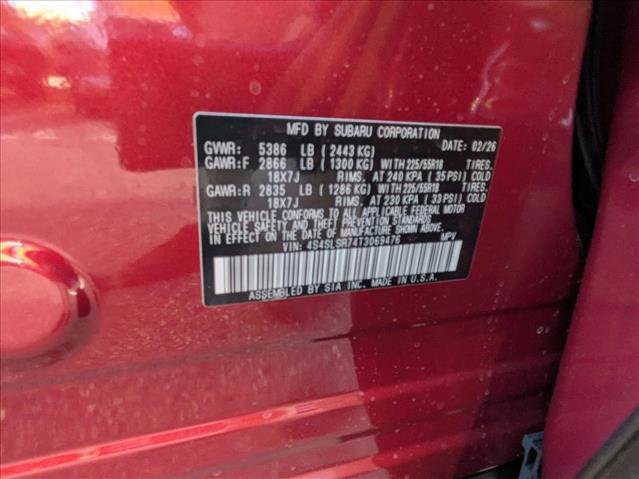 MFD BY SUBARU CORPORATION DATE: 02/26
GVWR: 5386 LB (2443 KG)
GAWR:F 2866 LB (1300 KG) WITH 225/55R18 TIRES.
18X7J RIMS. AT 240 KPA (35 PSI) COLD
GAWR:R 2835 LB (1286 KG) WITH 225/55R18 TIRES.
18X7J RIMS. AT 230 KPA (33 PSI) COLD
THIS VEHICLE CONFORMS TO ALL APPLICABLE FEDERAL MOTOR
VEHICLE SAFETY AND THEFT PREVENTION STANDARDS
IN EFFECT ON THE DATE OF MANUFACTURE SHOWN ABOVE.
VIN: 4S4SLSR74T3069476 MPV
ASSEMBLED BY SIA INC. MADE IN U.S.A.